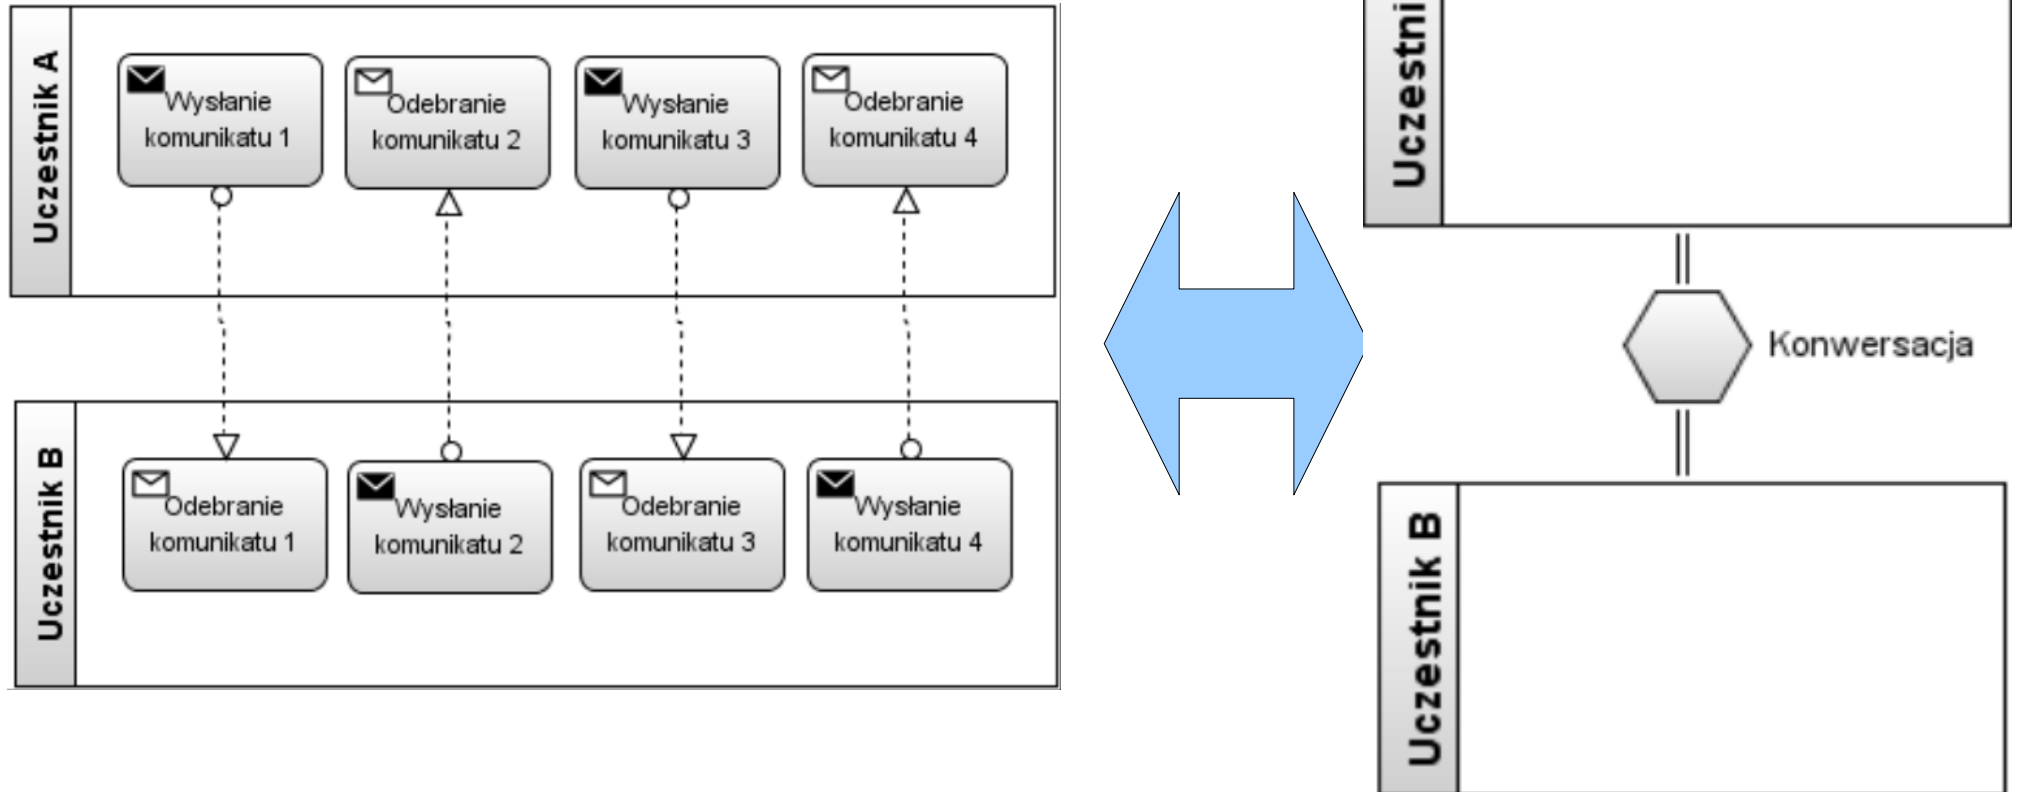 Uczestnik A
Wysłanie
komunikatu 1
Odebranie
komunikatu 2
Wysłanie
komunikatu 3
Odebranie
komunikatu 4
Uczestnik B
Odebranie
komunikatu 1
Wysłanie
komunikatu 2
Odebranie
komunikatu 3
Wysłanie
komunikatu 4
Uczestni
Konwersacja
Uczestnik B